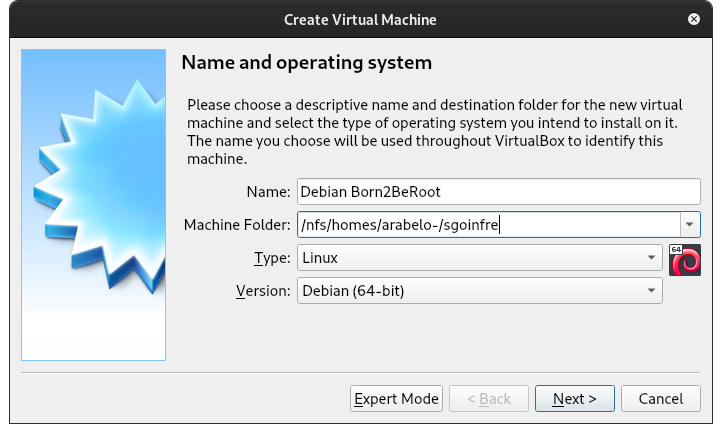 Create Virtual Machine
Name and operating system
Please choose a descriptive name and destination folder for the new virtual
machine and select the type of operating system you intend to install on it.
The name you choose will be used throughout VirtualBox to identify this
machine.
Name: Debian Born2BeRoot
Machine Folder: /nfs/homes/arabelo-/sgoinfre
Type: Linux
64
Version: Debian (64-bit)
Expert Mode < Back Next > Cancel